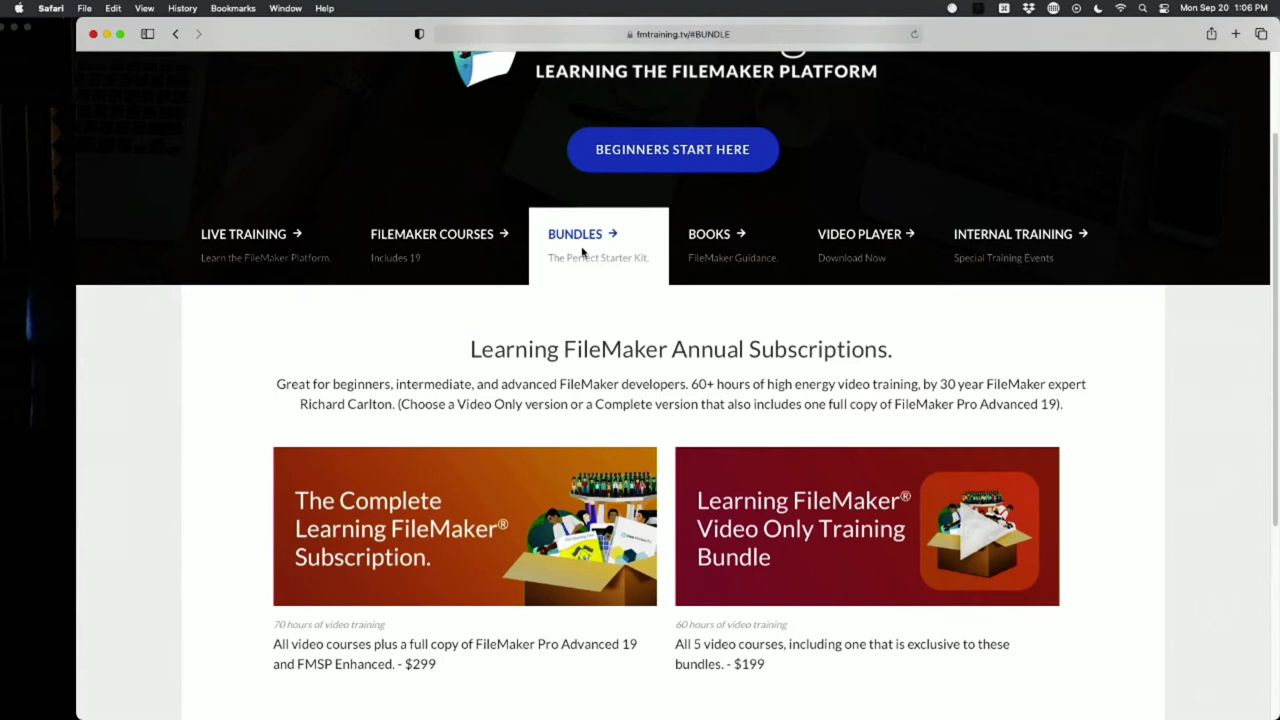 Safari File Edit View History Bookmarks Window Help
Mon Sep 20 1:06 PM
fmtraining.tv/#BUNDLE
LEARNING THE FILEMAKER PLATFORM
BEGINNERS START HERE
LIVE TRAINING →
Learn the FileMaker Platform.
FILEMAKER COURSES →
Includes 19
BUNDLES →
The Perfect Starter Kit.
BOOKS →
FileMaker Guidance.
VIDEO PLAYER →
Download Now
INTERNAL TRAINING →
Special Training Events
Learning FileMaker Annual Subscriptions.
Great for beginners, intermediate, and advanced FileMaker developers. 60+ hours of high energy video training, by 30 year FileMaker expert
Richard Carlton. (Choose a Video Only version or a Complete version that also includes one full copy of FileMaker Pro Advanced 19).
The Complete
Learning FileMaker®
Subscription.
70 hours of video training
All video courses plus a full copy of FileMaker Pro Advanced 19
and FMSP Enhanced. - $299
Learning FileMaker®
Video Only Training
Bundle
60 hours of video training
All 5 video courses, including one that is exclusive to these
bundles. - $199